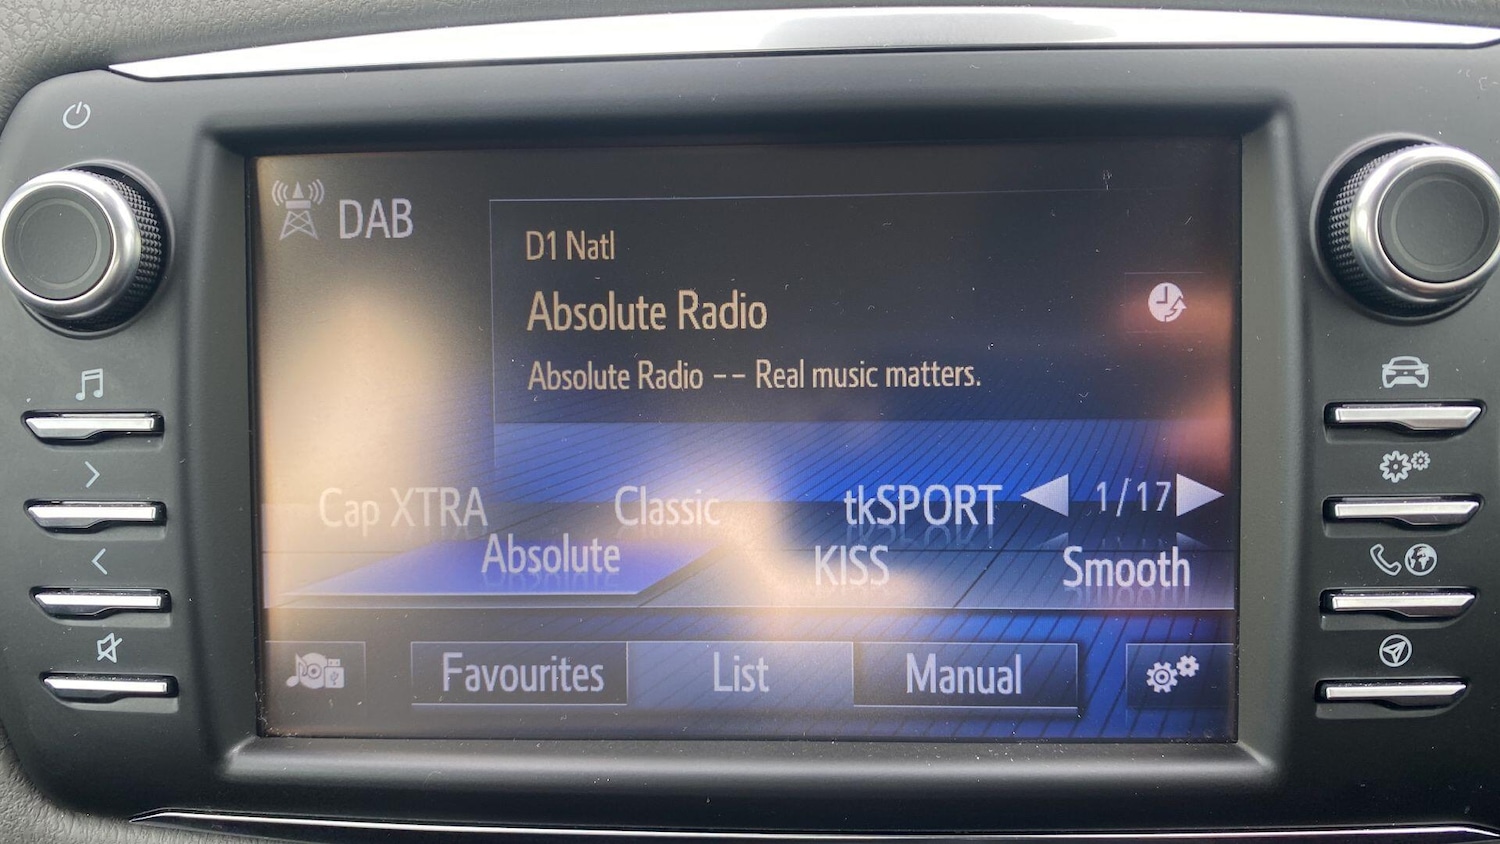 DAB
D1 Natl
Absolute Radio
Absolute Radio -- Real music matters.
Cap XTRA Classic tkSPORT 1/17
Absolute KISS Smooth
Favourites List Manual